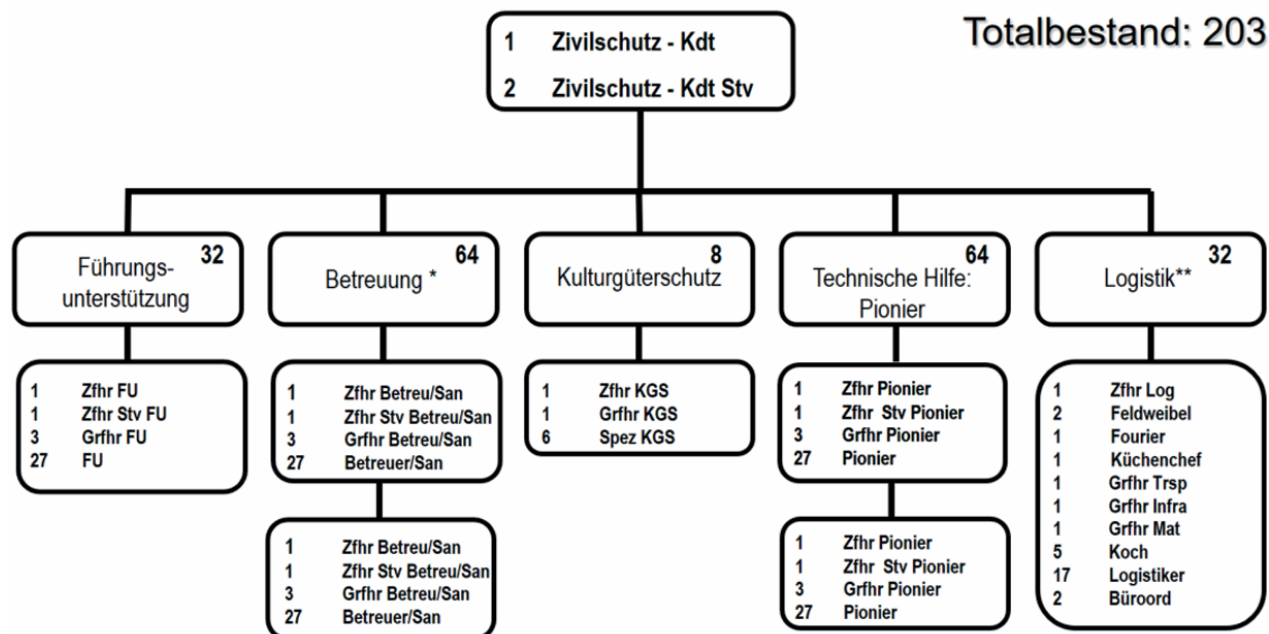 Totalbestand: 203
1 Zivilschutz - Kdt
2 Zivilschutz - Kdt Stv
32
Führungs-
unterstützung
64
Betreuung *
8
Kulturgüterschutz
64
Technische Hilfe:
Pionier
32
Logistik**
1 Zfhr FU
1 Zfhr Stv FU
3 Grfhr FU
27 FU
1 Zfhr Betreu/San
1 Zfhr Stv Betreu/San
3 Grfhr Betreu/San
27 Betreuer/San
1 Zfhr Betreu/San
1 Zfhr Stv Betreu/San
3 Grfhr Betreu/San
27 Betreuer/San
1 Zfhr KGS
1 Grfhr KGS
6 Spez KGS
1 Zfhr Pionier
1 Zfhr Stv Pionier
3 Grfhr Pionier
27 Pionier
1 Zfhr Pionier
1 Zfhr Stv Pionier
3 Grfhr Pionier
27 Pionier
1 Zfhr Log
2 Feldweibel
1 Fourier
1 Küchenchef
1 Grfhr Trsp
1 Grfhr Infra
1 Grfhr Mat
5 Koch
17 Logistiker
2 Büroord